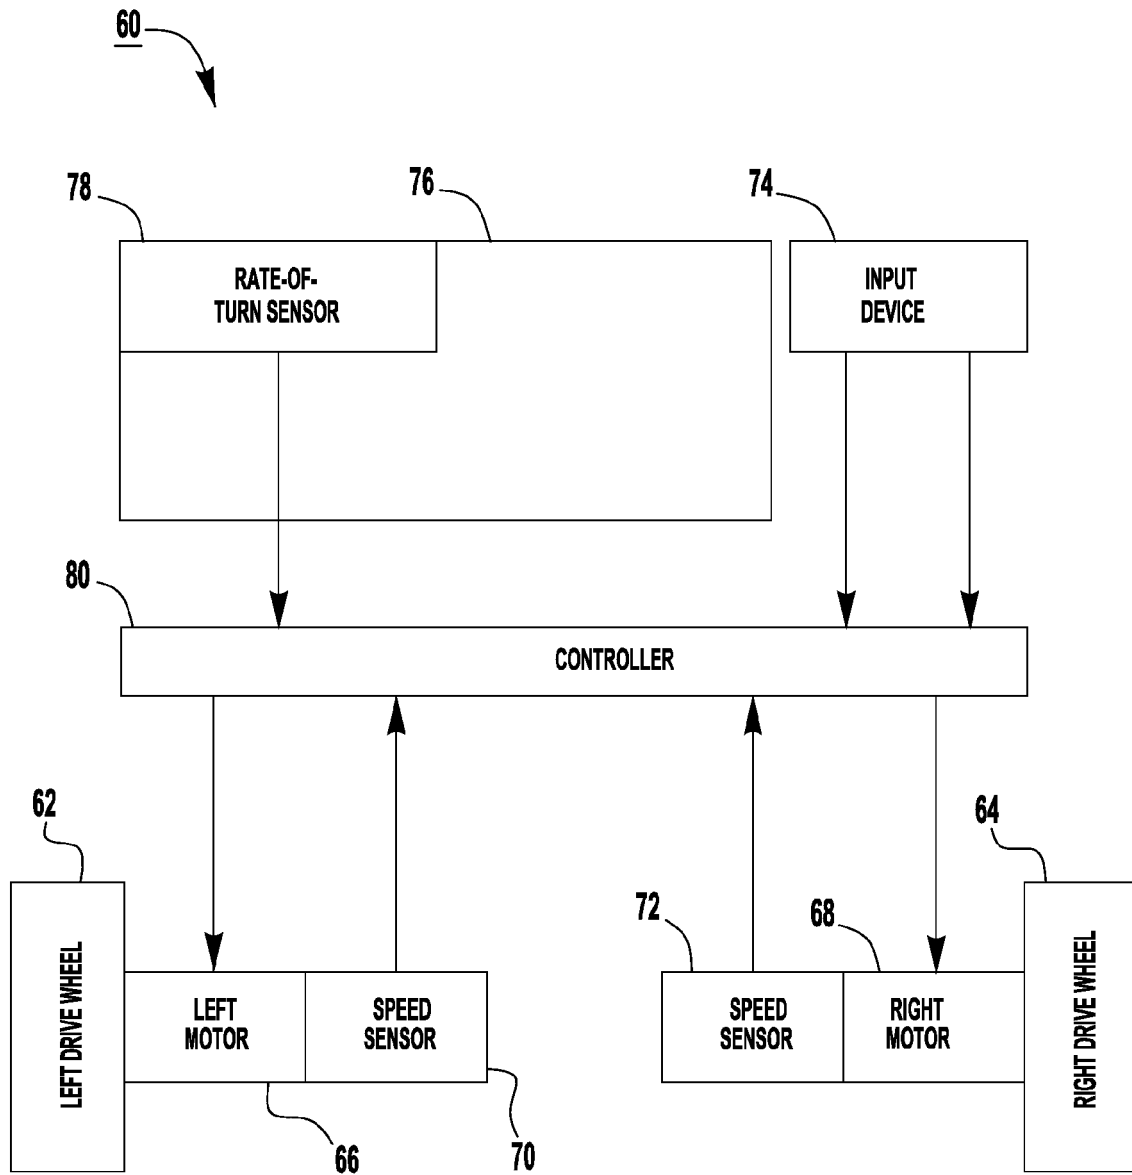 60
78
76
74
RATE-OF-
TURN SENSOR
INPUT
DEVICE
80
CONTROLLER
62
64
72
68
LEFT DRIVE WHEEL
LEFT
MOTOR
SPEED
SENSOR
SPEED
SENSOR
RIGHT
MOTOR
RIGHT DRIVE WHEEL
66
70